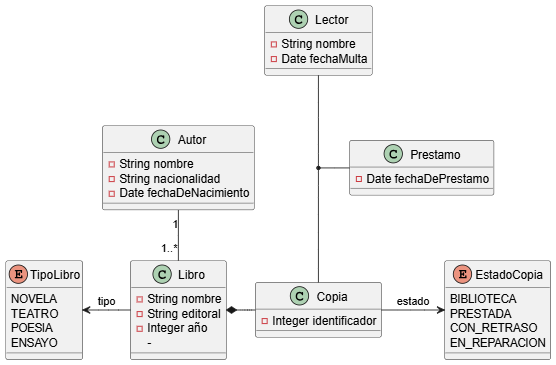 C Lector
String nombre
Date fechaMulta
C Autor
String nombre
String nacionalidad
Date fechaDeNacimiento
C Prestamo
Date fechaDePrestamo
1
1..*
E TipoLibro
NOVELA
TEATRO
POESIA
ENSAYO
tipo
C Libro
String nombre
String editoral
Integer año
-
C Copia
Integer identificador
estado
E EstadoCopia
BIBLIOTECA
PRESTADA
CON_RETRASO
EN_REPARACION